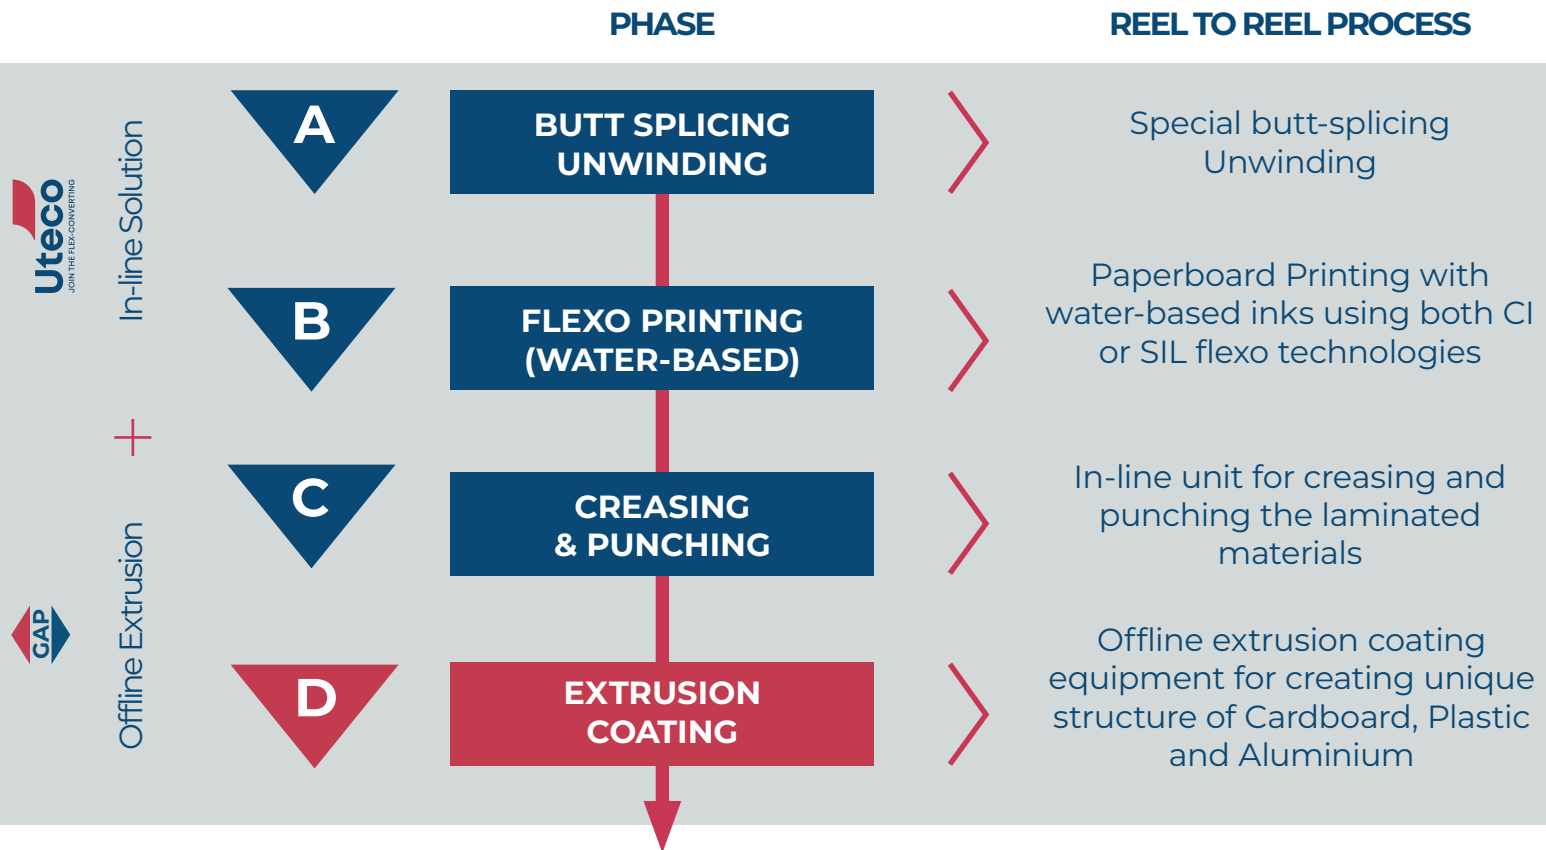 PHASE
REEL TO REEL PROCESS
Uteco
JOIN THE FLEX-CONVERTING
In-line Solution
A
BUTT SPLICING
UNWINDING
Special butt-splicing
Unwinding
B
FLEXO PRINTING
(WATER-BASED)
Paperboard Printing with
water-based inks using both CI
or SIL flexo technologies
+
GAP
Offline Extrusion
C
CREASING
& PUNCHING
In-line unit for creasing and
punching the laminated
materials
D
EXTRUSION
COATING
Offline extrusion coating
equipment for creating unique
structure of Cardboard, Plastic
and Aluminium